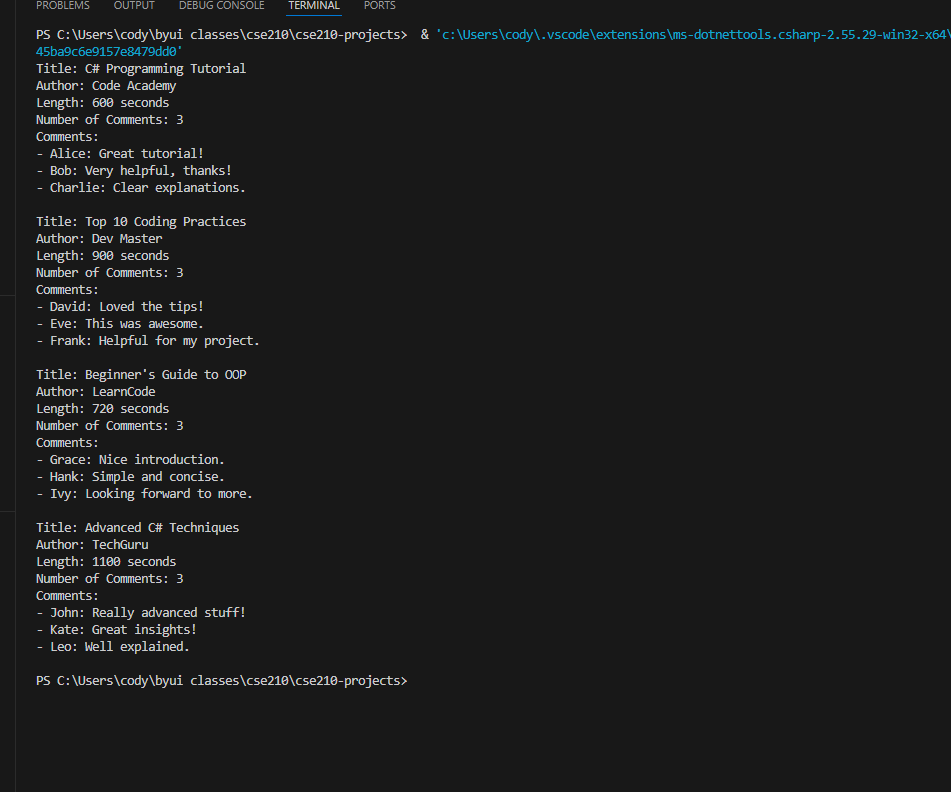 PROBLEMS OUTPUT DEBUG CONSOLE TERMINAL PORTS
PS C:\Users\cody\byui classes\cse210\cse210-projects>  & 'c:\Users\cody\.vscode\extensions\ms-dotnettools.csharp-2.55.29-win32-x64\
45ba9c6e9157e8479dd0'
Title: C# Programming Tutorial
Author: Code Academy
Length: 600 seconds
Number of Comments: 3
Comments:
- Alice: Great tutorial!
- Bob: Very helpful, thanks!
- Charlie: Clear explanations.
Title: Top 10 Coding Practices
Author: Dev Master
Length: 900 seconds
Number of Comments: 3
Comments:
- David: Loved the tips!
- Eve: This was awesome.
- Frank: Helpful for my project.
Title: Beginner's Guide to OOP
Author: LearnCode
Length: 720 seconds
Number of Comments: 3
Comments:
- Grace: Nice introduction.
- Hank: Simple and concise.
- Ivy: Looking forward to more.
Title: Advanced C# Techniques
Author: TechGuru
Length: 1100 seconds
Number of Comments: 3
Comments:
- John: Really advanced stuff!
- Kate: Great insights!
- Leo: Well explained.
PS C:\Users\cody\byui classes\cse210\cse210-projects>